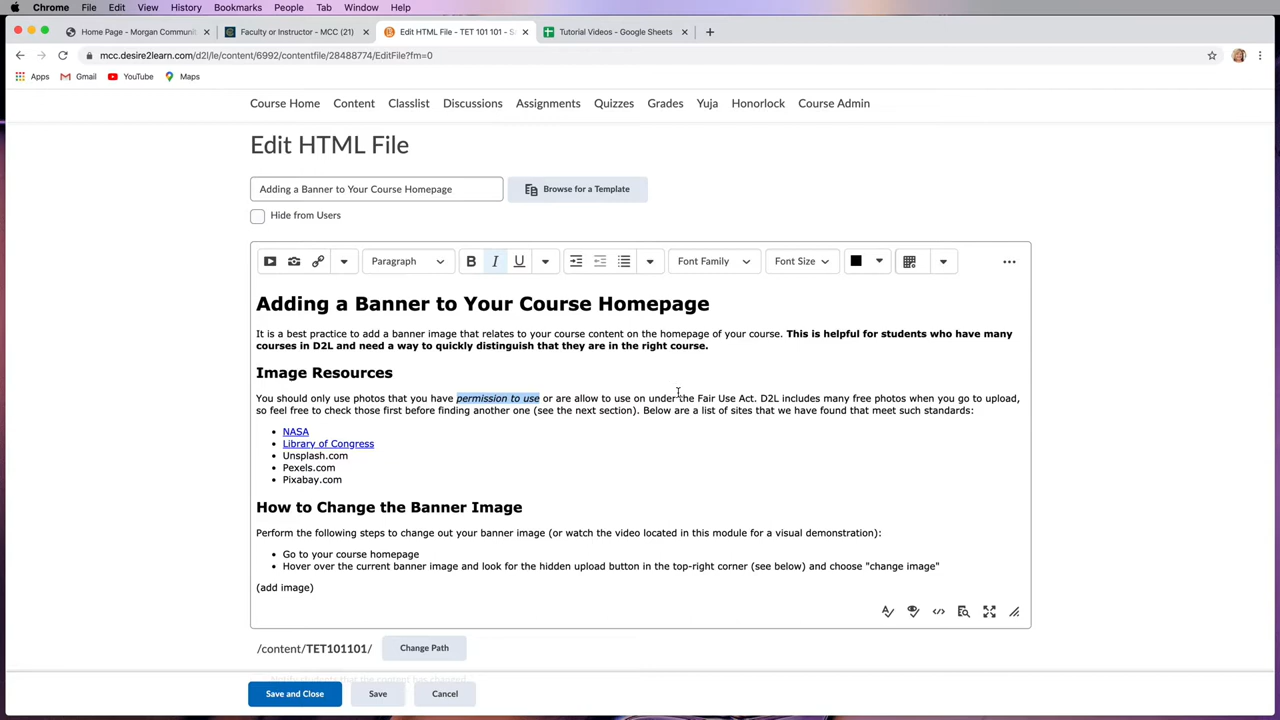 Chrome File Edit View History Bookmarks People Tab Window Help
Home Page - Morgan Communi
Faculty or Instructor - MCC (21)
Edit HTML File - TET 101 101 - S
Tutorial Videos - Google Sheets
mcc.desire2learn.com/d2l/le/content/6992/contentfile/28488774/EditFile?fm=0
Apps Gmail YouTube Maps
Course Home Content Classlist Discussions Assignments Quizzes Grades Yuja Honorlock Course Admin
Edit HTML File
Adding a Banner to Your Course Homepage
Browse for a Template
Hide from Users
Paragraph B I U Font Family Font Size
Adding a Banner to Your Course Homepage
It is a best practice to add a banner image that relates to your course content on the homepage of your course. This is helpful for students who have many
courses in D2L and need a way to quickly distinguish that they are in the right course.
Image Resources
You should only use photos that you have permission to use or are allow to use on under the Fair Use Act. D2L includes many free photos when you go to upload,
so feel free to check those first before finding another one (see the next section). Below are a list of sites that we have found that meet such standards:
NASA
Library of Congress
Unsplash.com
Pexels.com
Pixabay.com
How to Change the Banner Image
Perform the following steps to change out your banner image (or watch the video located in this module for a visual demonstration):
Go to your course homepage
Hover over the current banner image and look for the hidden upload button in the top-right corner (see below) and choose "change image"
(add image)
/content/TET101101/
Change Path
Save and Close
Save
Cancel